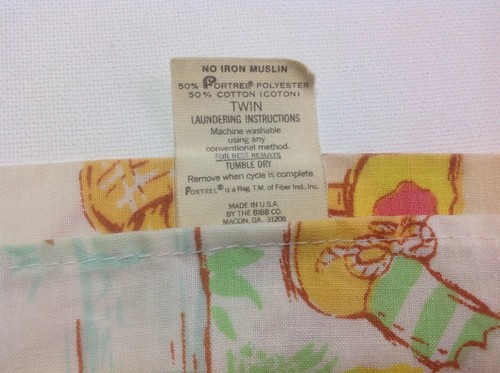 NO IRON MUSLIN
50% PORTREL® POLYESTER
50% COTTON (COTON)
TWIN
LAUNDERING INSTRUCTIONS
Machine washable
using any
conventional method.
FOR BEST RESULTS
TUMBLE DRY
Remove when cycle is complete.
PORTREL® is a Reg. T.M. of Fiber Ind., Inc.
MADE IN U.S.A
BY THE BIBB CO.
MACON, GA. 31208